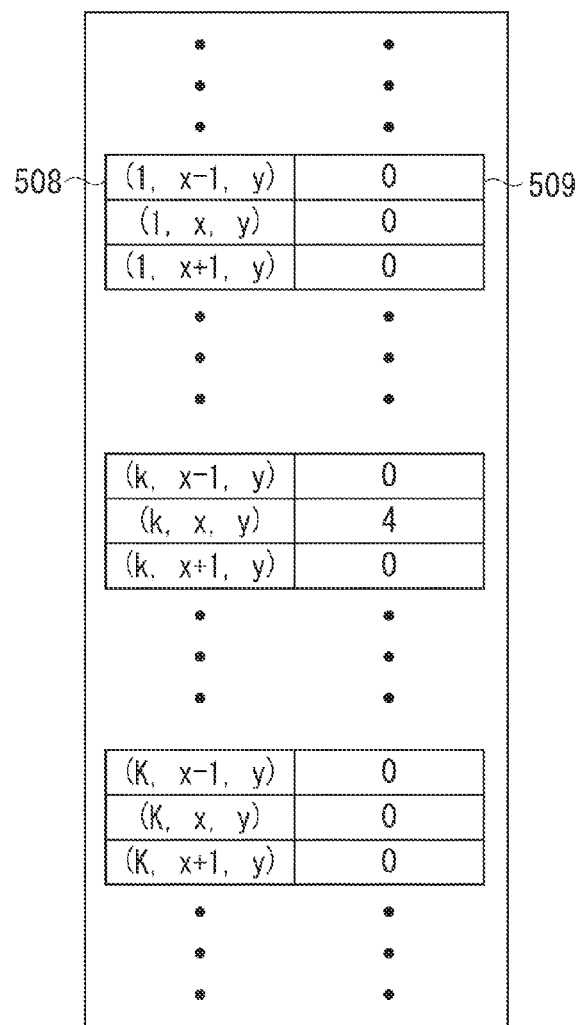 508 (1, x-1, y) 0 509
(1, x, y) 0
(1, x+1, y) 0
(k, x-1, y) 0
(k, x, y) 4
(k, x+1, y) 0
(K, x-1, y) 0
(K, x, y) 0
(K, x+1, y) 0